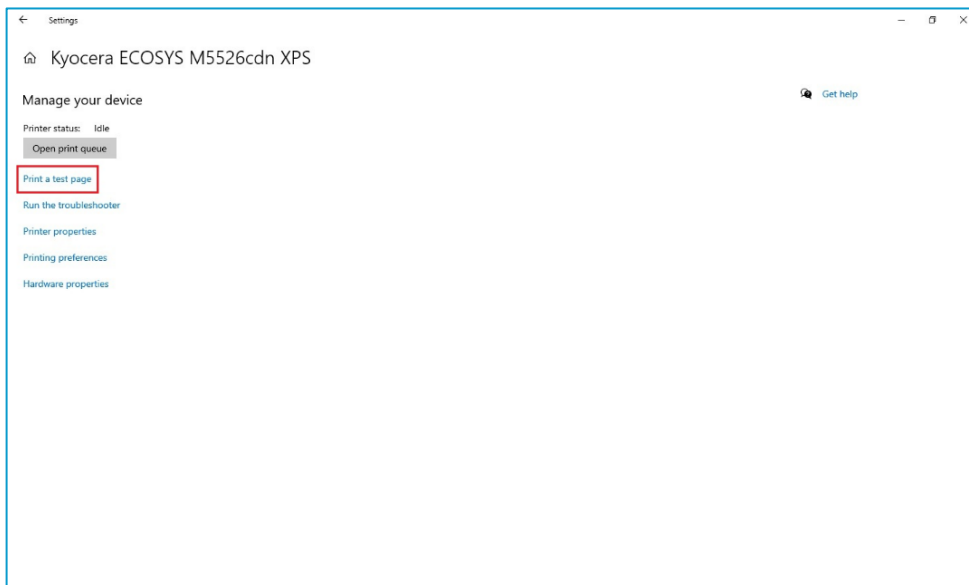 Settings
Kyocera ECOSYS M5526cdn XPS
Manage your device
Get help
Printer status: Idle
Open print queue
Print a test page
Run the troubleshooter
Printer properties
Printing preferences
Hardware properties